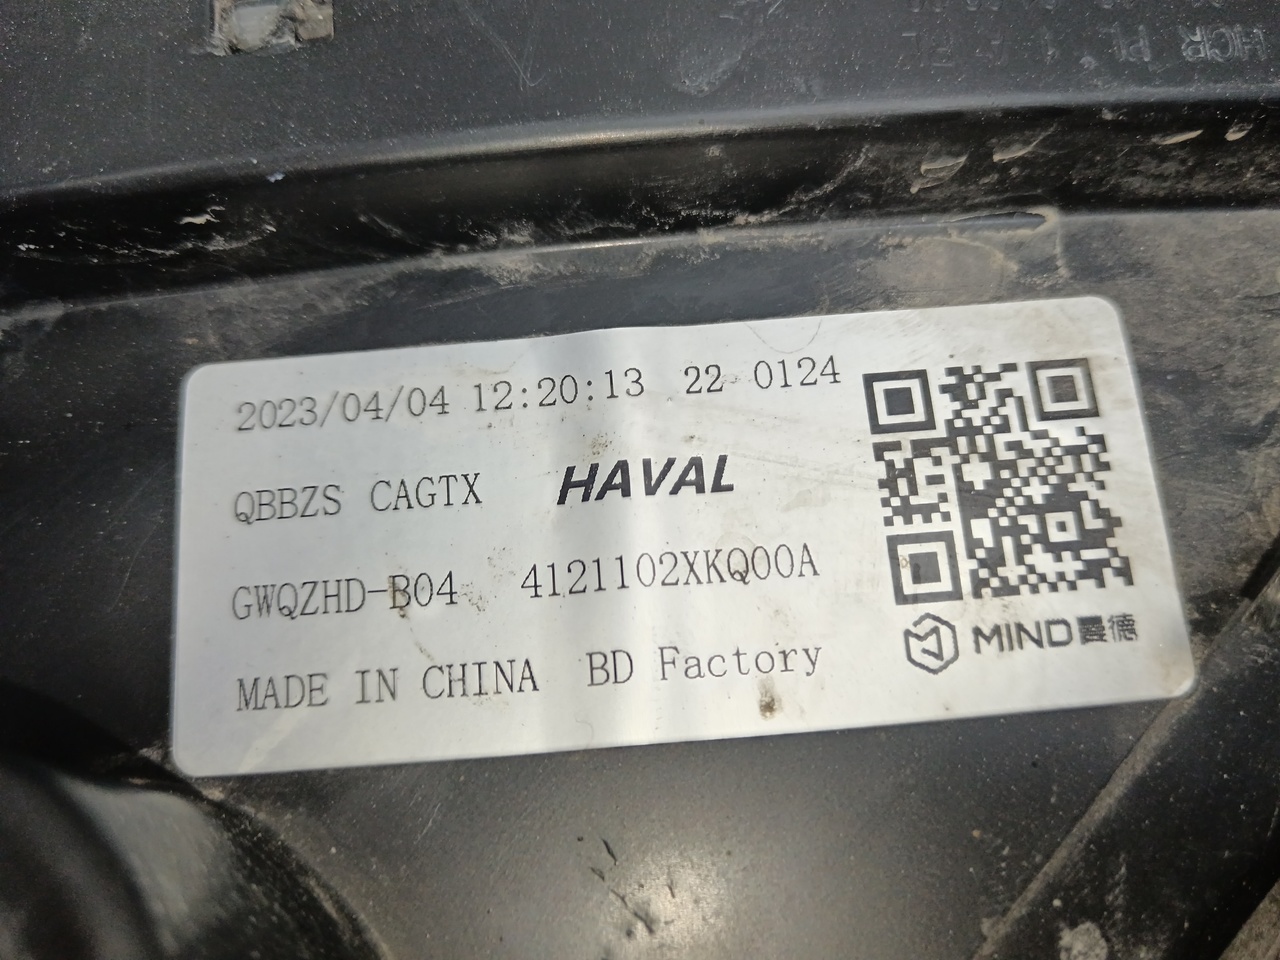 2023/04/04 12:20:13 22 0124
QBBZS CAGTX HAVAL
GWQZHD-B04 4121102XKQ00A
MADE IN CHINA BD Factory
MIND震德